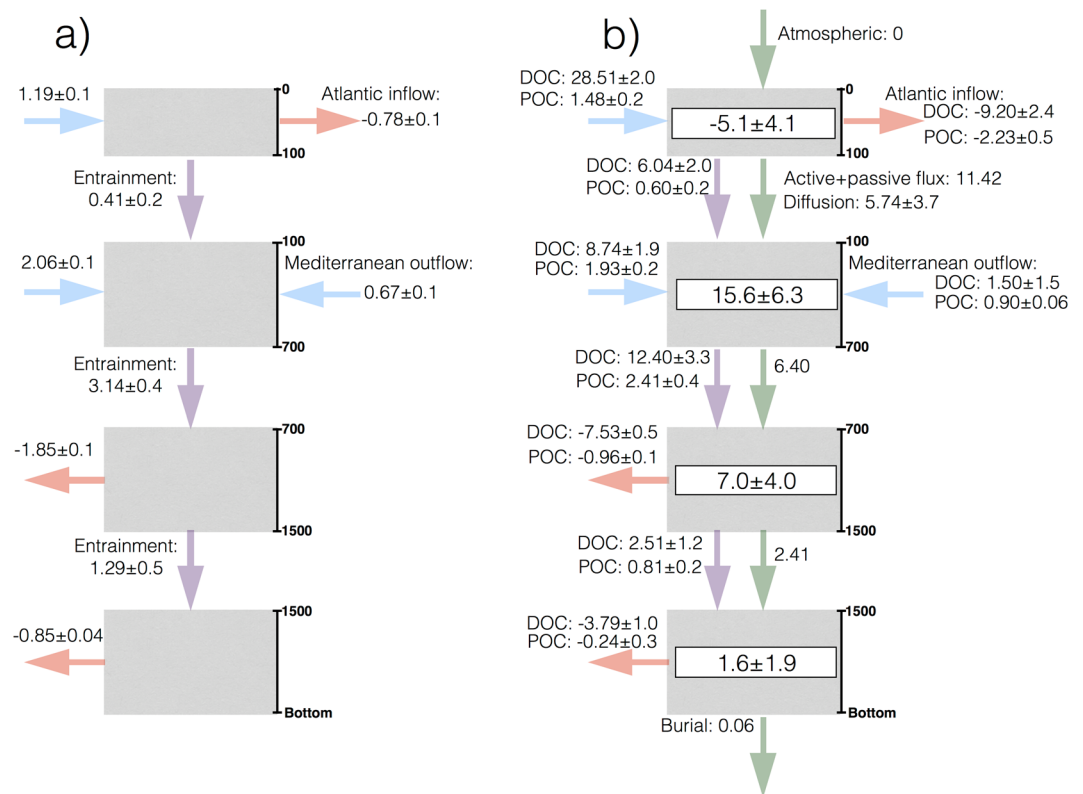 a)
1.19±0.1
0
Atlantic inflow:
-0.78±0.1
100
Entrainment:
0.41±0.2
100
2.06±0.1
Mediterranean outflow:
0.67±0.1
700
Entrainment:
3.14±0.4
700
-1.85±0.1
1500
Entrainment:
1.29±0.5
1500
-0.85±0.04
Bottom
b)
Atmospheric: 0
DOC: 28.51±2.0
POC: 1.48±0.2
0
Atlantic inflow:
DOC: -9.20±2.4
POC: -2.23±0.5
-5.1±4.1
100
DOC: 6.04±2.0
POC: 0.60±0.2
Active+passive flux: 11.42
Diffusion: 5.74±3.7
100
DOC: 8.74±1.9
POC: 1.93±0.2
Mediterranean outflow:
DOC: 1.50±1.5
POC: 0.90±0.06
15.6±6.3
700
DOC: 12.40±3.3
POC: 2.41±0.4
6.40
700
DOC: -7.53±0.5
POC: -0.96±0.1
7.0±4.0
1500
DOC: 2.51±1.2
POC: 0.81±0.2
2.41
1500
DOC: -3.79±1.0
POC: -0.24±0.3
1.6±1.9
Bottom
Burial: 0.06